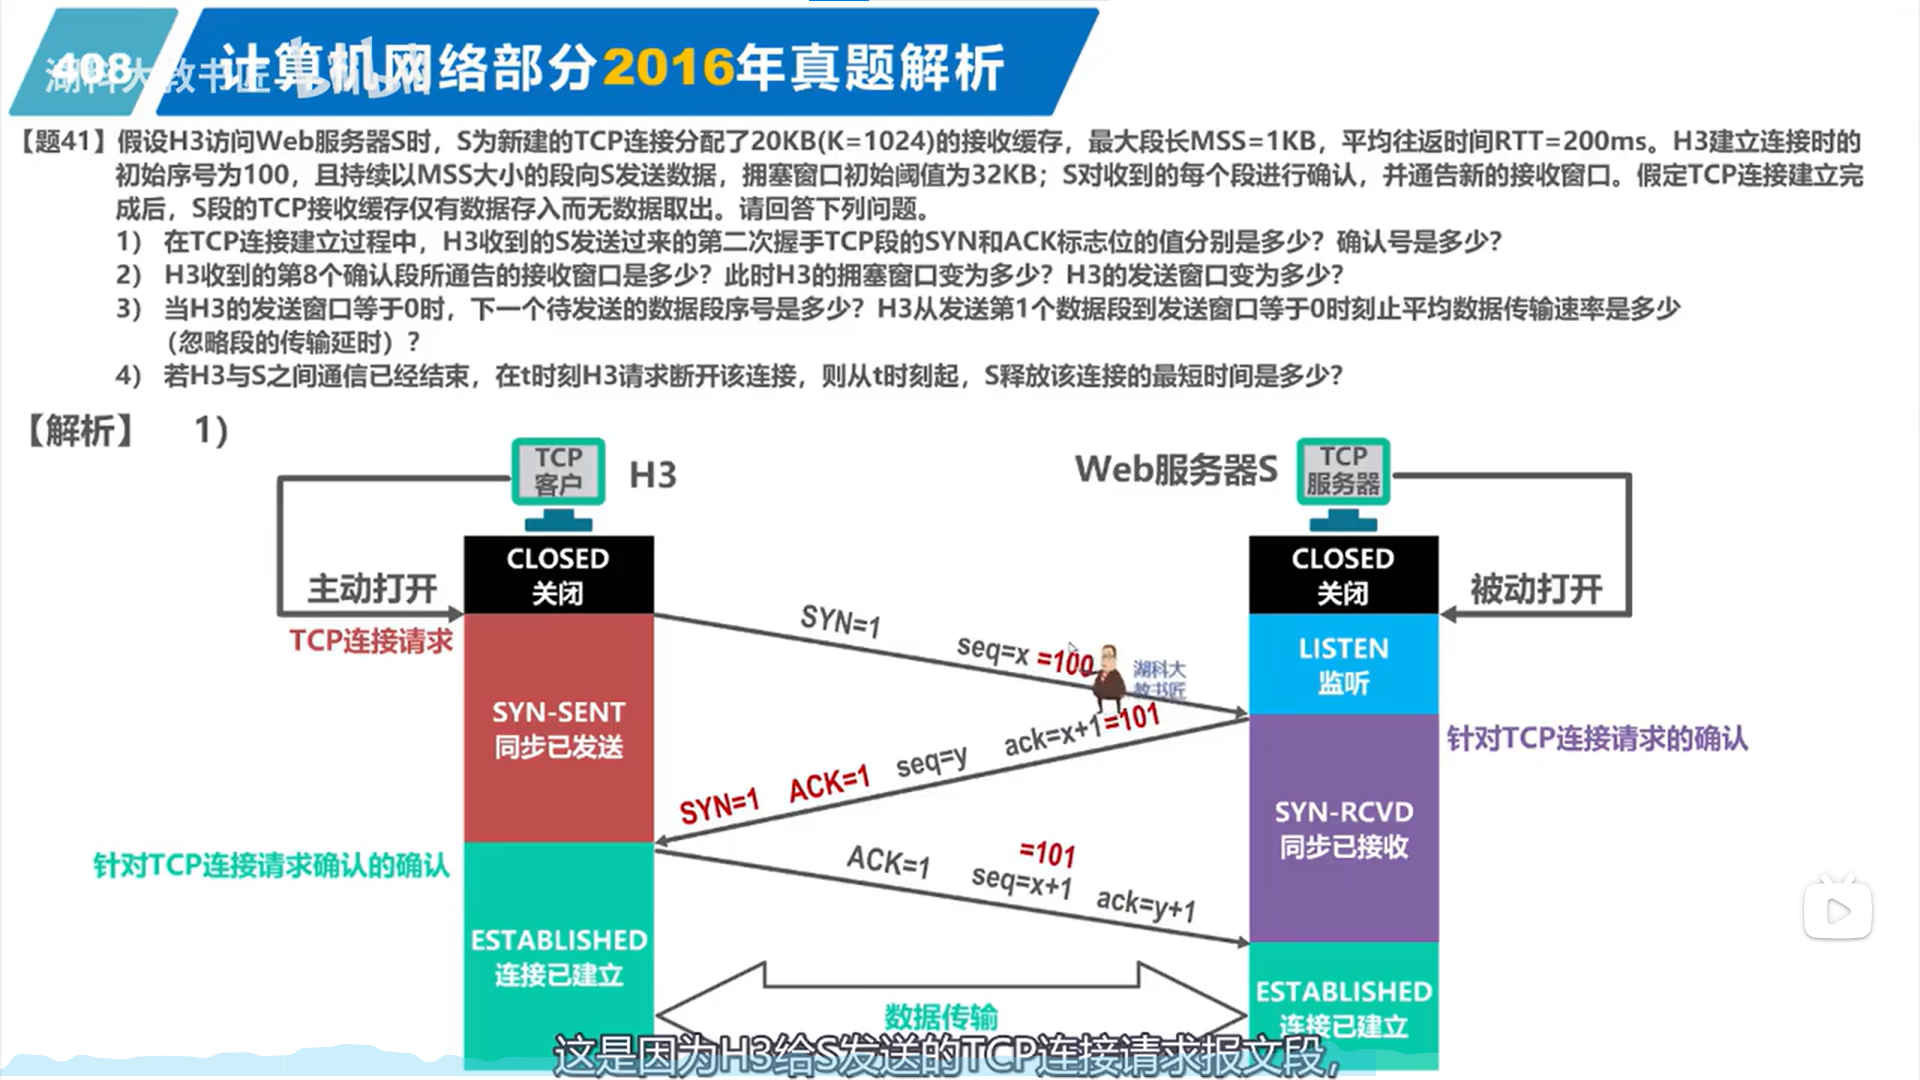 408
计算机网络部分2016年真题解析
湖科大教书匠 bilibili
【题41】假设H3访问Web服务器S时，S为新建的TCP连接分配了20KB(K=1024)的接收缓存，最大段长MSS=1KB，平均往返时间RTT=200ms。H3建立连接时的
初始序号为100，且持续以MSS大小的段向S发送数据，拥塞窗口初始阈值为32KB；S对收到的每个段进行确认，并通告新的接收窗口。假定TCP连接建立完
成后，S段的TCP接收缓存仅有数据存入而无数据取出。请回答下列问题。
1） 在TCP连接建立过程中，H3收到的S发送过来的第二次握手TCP段的SYN和ACK标志位的值分别是多少？确认号是多少？
2） H3收到的第8个确认段所通告的接收窗口是多少？此时H3的拥塞窗口变为多少？H3的发送窗口变为多少？
3） 当H3的发送窗口等于0时，下一个待发送的数据段序号是多少？H3从发送第1个数据段到发送窗口等于0时刻止平均数据传输速率是多少
（忽略段的传输延时）？
4） 若H3与S之间通信已经结束，在t时刻H3请求断开该连接，则从t时刻起，S释放该连接的最短时间是多少？
【解析】 1)
TCP
客户
H3
Web服务器S
TCP
服务器
CLOSED
关闭
CLOSED
关闭
主动打开
被动打开
TCP连接请求
SYN=1
seq=x =100
湖科大
教书匠
LISTEN
监听
SYN-SENT
同步已发送
SYN=1 ACK=1 seq=y ack=x+1=101
针对TCP连接请求的确认
SYN-RCVD
同步已接收
针对TCP连接请求确认的确认
=101
ACK=1 seq=x+1 ack=y+1
ESTABLISHED
连接已建立
ESTABLISHED
连接已建立
数据传输
这是因为H3给S发送的TCP连接请求报文段，